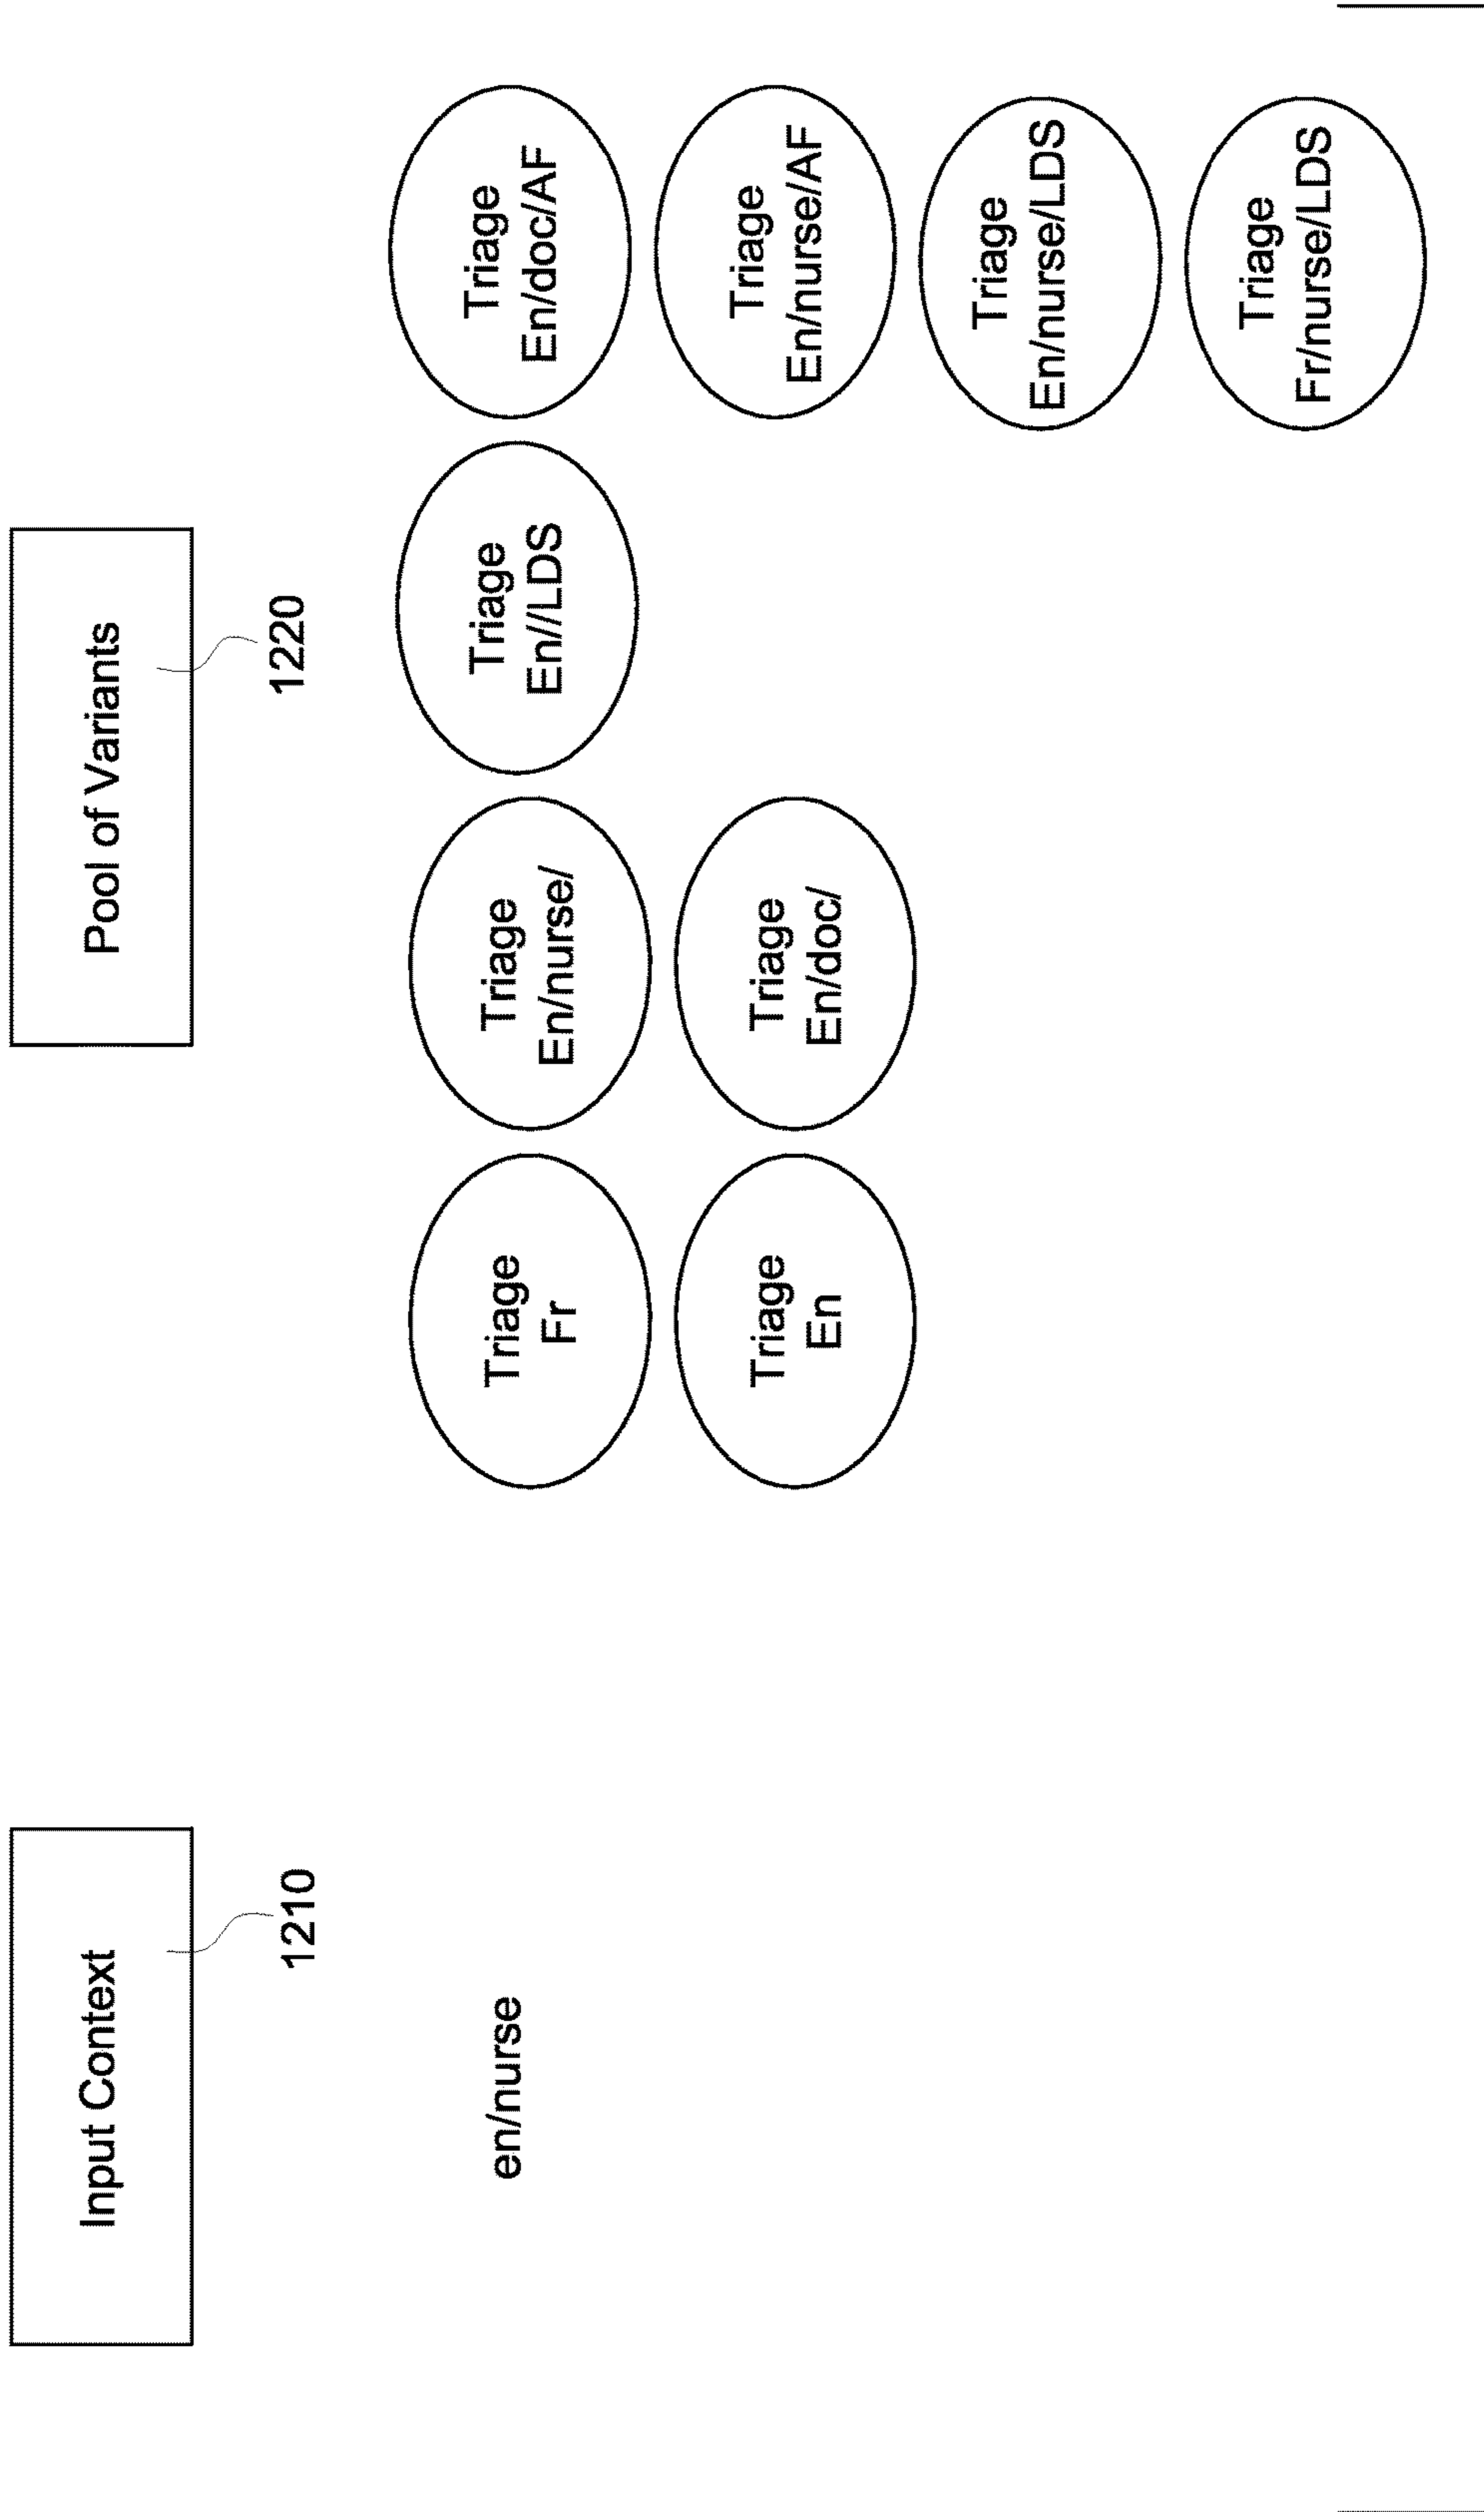 Input Context
1210
en/nurse
Pool of Variants
1220
Triage
Fr
Triage
En/nurse/
Triage
En//LDS
Triage
En/doc/AF
Triage
En
Triage
En/doc/
Triage
En/nurse/AF
Triage
En/nurse/LDS
Triage
Fr/nurse/LDS